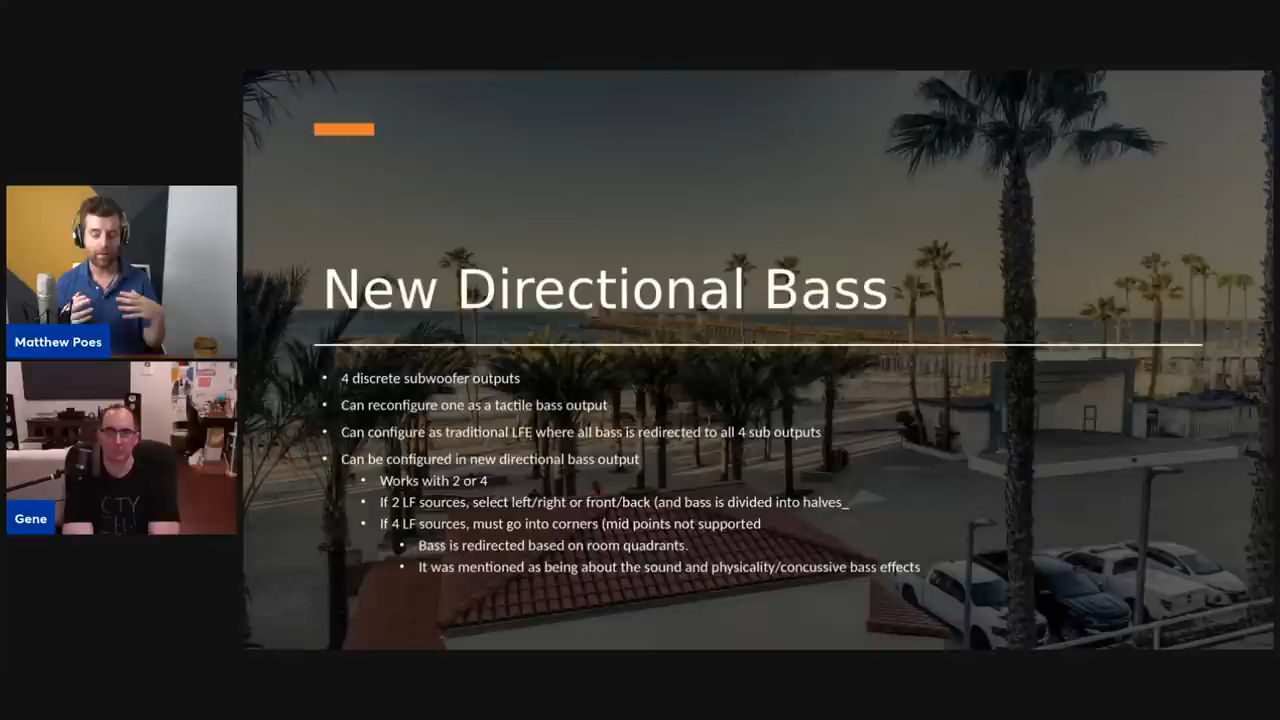 New Directional Bass
• 4 discrete subwoofer outputs
• Can reconfigure one as a tactile bass output
• Can configure as traditional LFE where all bass is redirected to all 4 sub outputs
• Can be configured in new directional bass output
• Works with 2 or 4
• If 2 LF sources, select left/right or front/back (and bass is divided into halves_
• If 4 LF sources, must go into corners (mid points not supported
• Bass is redirected based on room quadrants.
• It was mentioned as being about the sound and physicality/concussive bass effects
Matthew Poes
Gene